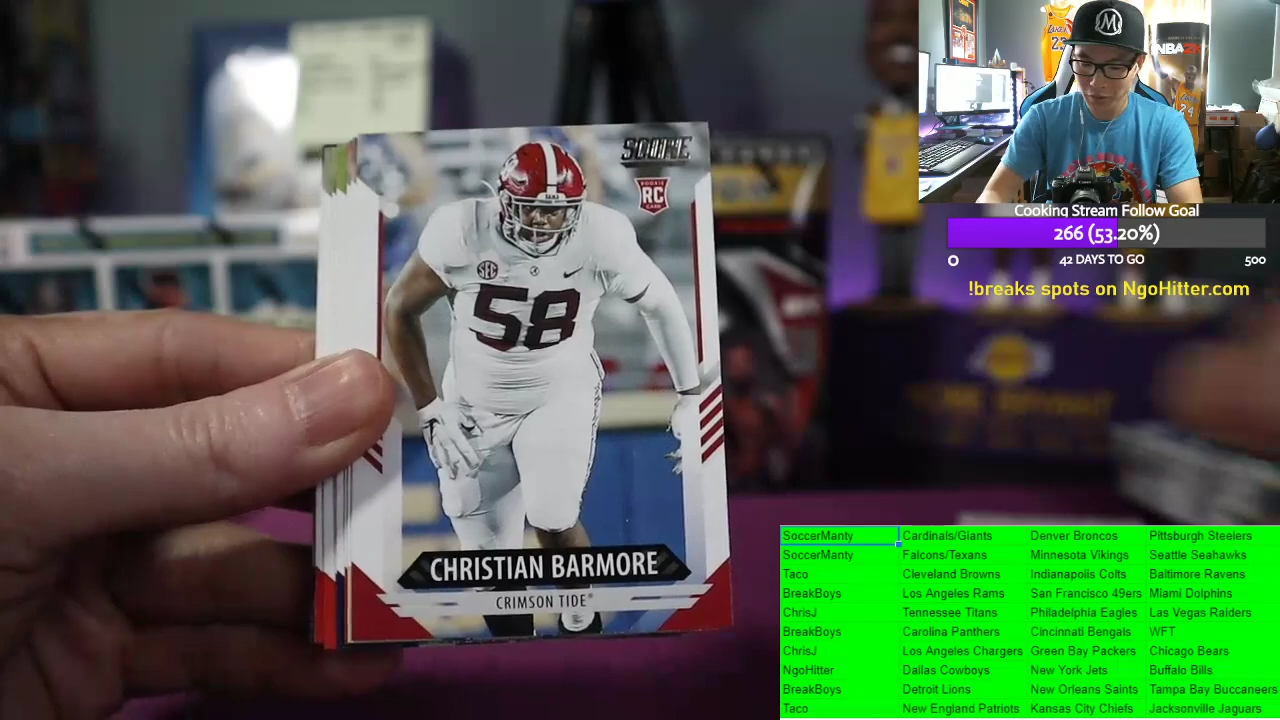 SCORE
ROOKIE
RC
CARD
SEC
58
CHRISTIAN BARMORE
CRIMSON TIDE®
M
23
NBA2K
24
Cooking Stream Follow Goal
266 (53.20%)
0 42 DAYS TO GO 500
!breaks spots on NgoHitter.com
SoccerManty Cardinals/Giants Denver Broncos Pittsburgh Steelers
SoccerManty Falcons/Texans Minnesota Vikings Seattle Seahawks
Taco Cleveland Browns Indianapolis Colts Baltimore Ravens
BreakBoys Los Angeles Rams San Francisco 49ers Miami Dolphins
ChrisJ Tennessee Titans Philadelphia Eagles Las Vegas Raiders
BreakBoys Carolina Panthers Cincinnati Bengals WFT
ChrisJ Los Angeles Chargers Green Bay Packers Chicago Bears
NgoHitter Dallas Cowboys New York Jets Buffalo Bills
BreakBoys Detroit Lions New Orleans Saints Tampa Bay Buccaneers
Taco New England Patriots Kansas City Chiefs Jacksonville Jaguars